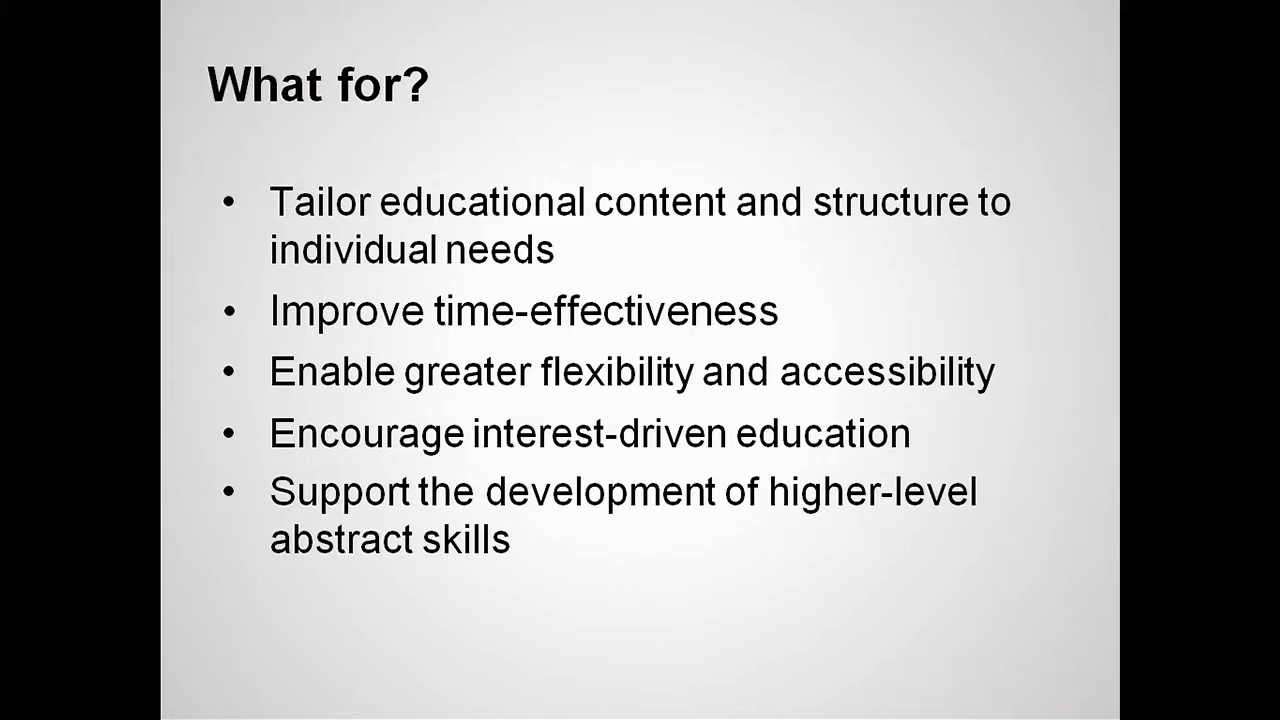 What for?
• Tailor educational content and structure to
individual needs
• Improve time-effectiveness
• Enable greater flexibility and accessibility
• Encourage interest-driven education
• Support the development of higher-level
abstract skills